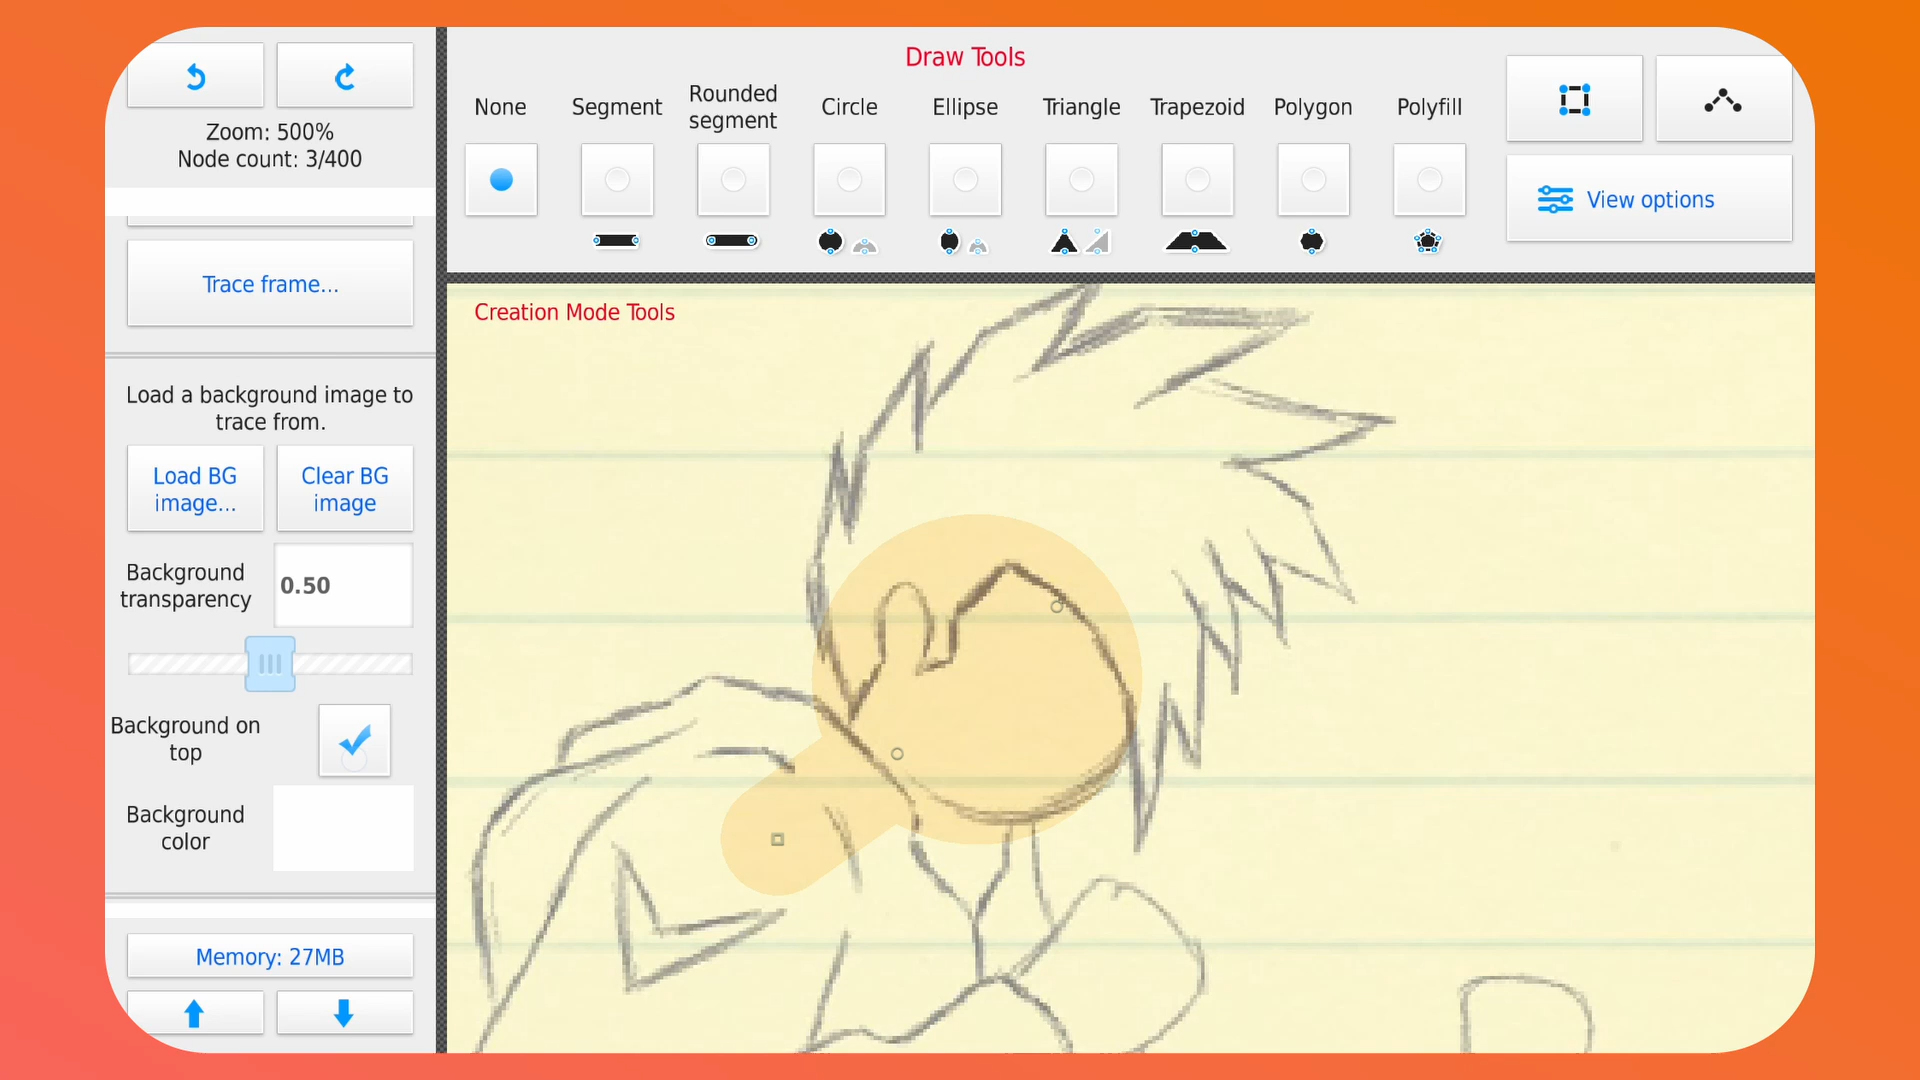 Zoom: 500%
Node count: 3/400
Trace frame...
Load a background image to
trace from.
Load BG
image...
Clear BG
image
Background
transparency
0.50
Background on
top
Background
color
Memory: 27MB
Draw Tools
None
Segment
Rounded
segment
Circle
Ellipse
Triangle
Trapezoid
Polygon
Polyfill
View options
Creation Mode Tools